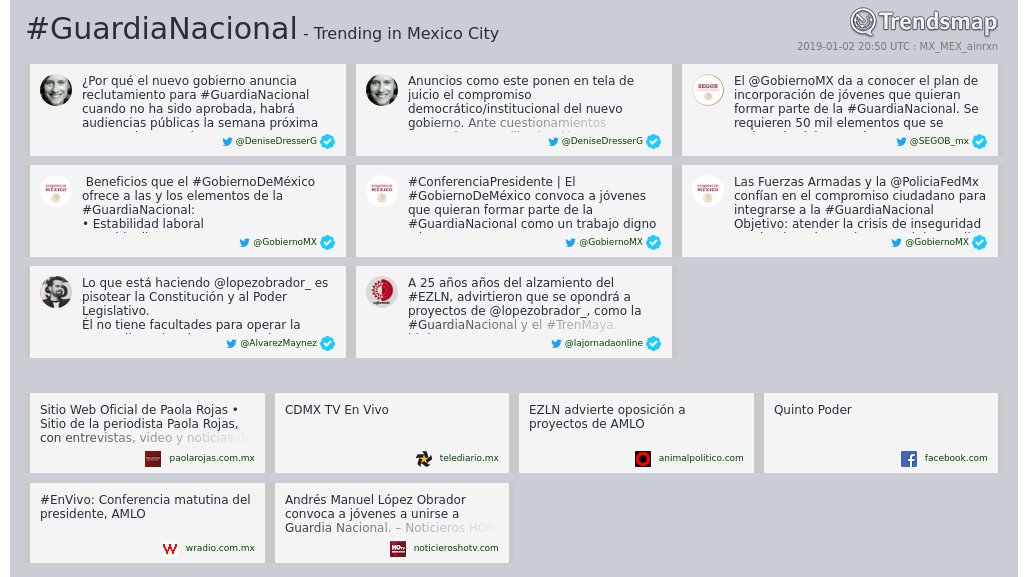 #GuardiaNacional - Trending in Mexico City
Trendsmap
2019-01-02 20:50 UTC : MX_MEX_ainrxn
¿Por qué el nuevo gobierno anuncia
reclutamiento para #GuardiaNacional
cuando no ha sido aprobada, habrá
audiencias públicas la semana próxima
@DeniseDresserG
Anuncios como este ponen en tela de
juicio el compromiso
democrático/institucional del nuevo
gobierno. Ante cuestionamientos
@DeniseDresserG
SEGOB
El @GobiernoMX da a conocer el plan de
incorporación de jóvenes que quieran
formar parte de la #GuardiaNacional. Se
requieren 50 mil elementos que se
@SEGOB_mx
MÉXICO
Beneficios que el #GobiernoDeMéxico
ofrece a las y los elementos de la
#GuardiaNacional:
• Estabilidad laboral
@GobiernoMX
MÉXICO
#ConferenciaPresidente | El
#GobiernoDeMéxico convoca a jóvenes
que quieran formar parte de la
#GuardiaNacional como un trabajo digno
@GobiernoMX
MÉXICO
Las Fuerzas Armadas y la @PoliciaFedMx
confían en el compromiso ciudadano para
integrarse a la #GuardiaNacional
Objetivo: atender la crisis de inseguridad
@GobiernoMX
Lo que está haciendo @lopezobrador_ es
pisotear la Constitución y al Poder
Legislativo.
Él no tiene facultades para operar la
@AlvarezMaynez
A 25 años años del alzamiento del
#EZLN, advirtieron que se opondrá a
proyectos de @lopezobrador_, como la
#GuardiaNacional y el #TrenMaya.
@lajornadaonline
Sitio Web Oficial de Paola Rojas •
Sitio de la periodista Paola Rojas,
con entrevistas, video y noticias de
paolarojas.com.mx
CDMX TV En Vivo
telediario.mx
EZLN advierte oposición a
proyectos de AMLO
animalpolitico.com
Quinto Poder
facebook.com
#EnVivo: Conferencia matutina del
presidente, AMLO
wradio.com.mx
Andrés Manuel López Obrador
convoca a jóvenes a unirse a
Guardia Nacional. – Noticieros HO
noticieroshotv.com